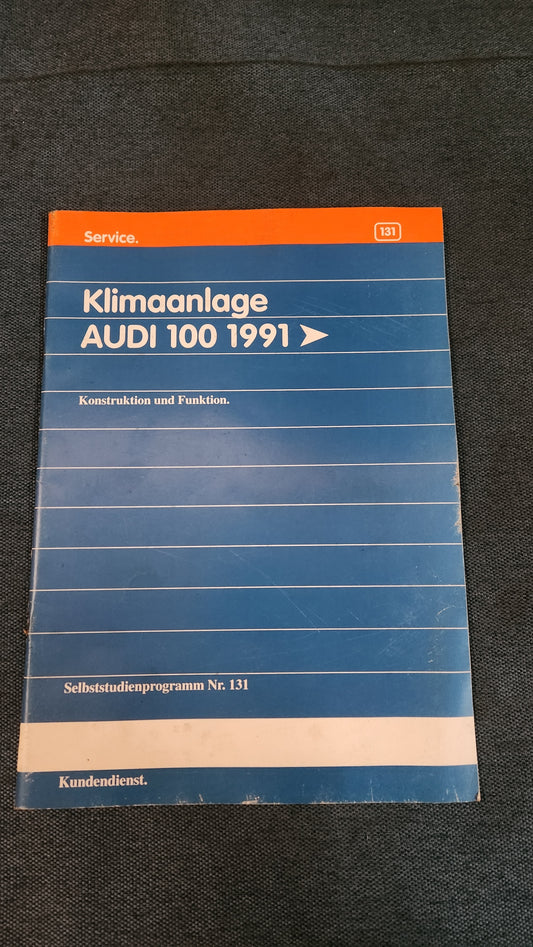 Service.
131
Klimaanlage
AUDI 100 1991 ➤
Konstruktion und Funktion.
Selbststudienprogramm Nr. 131
Kundendienst.